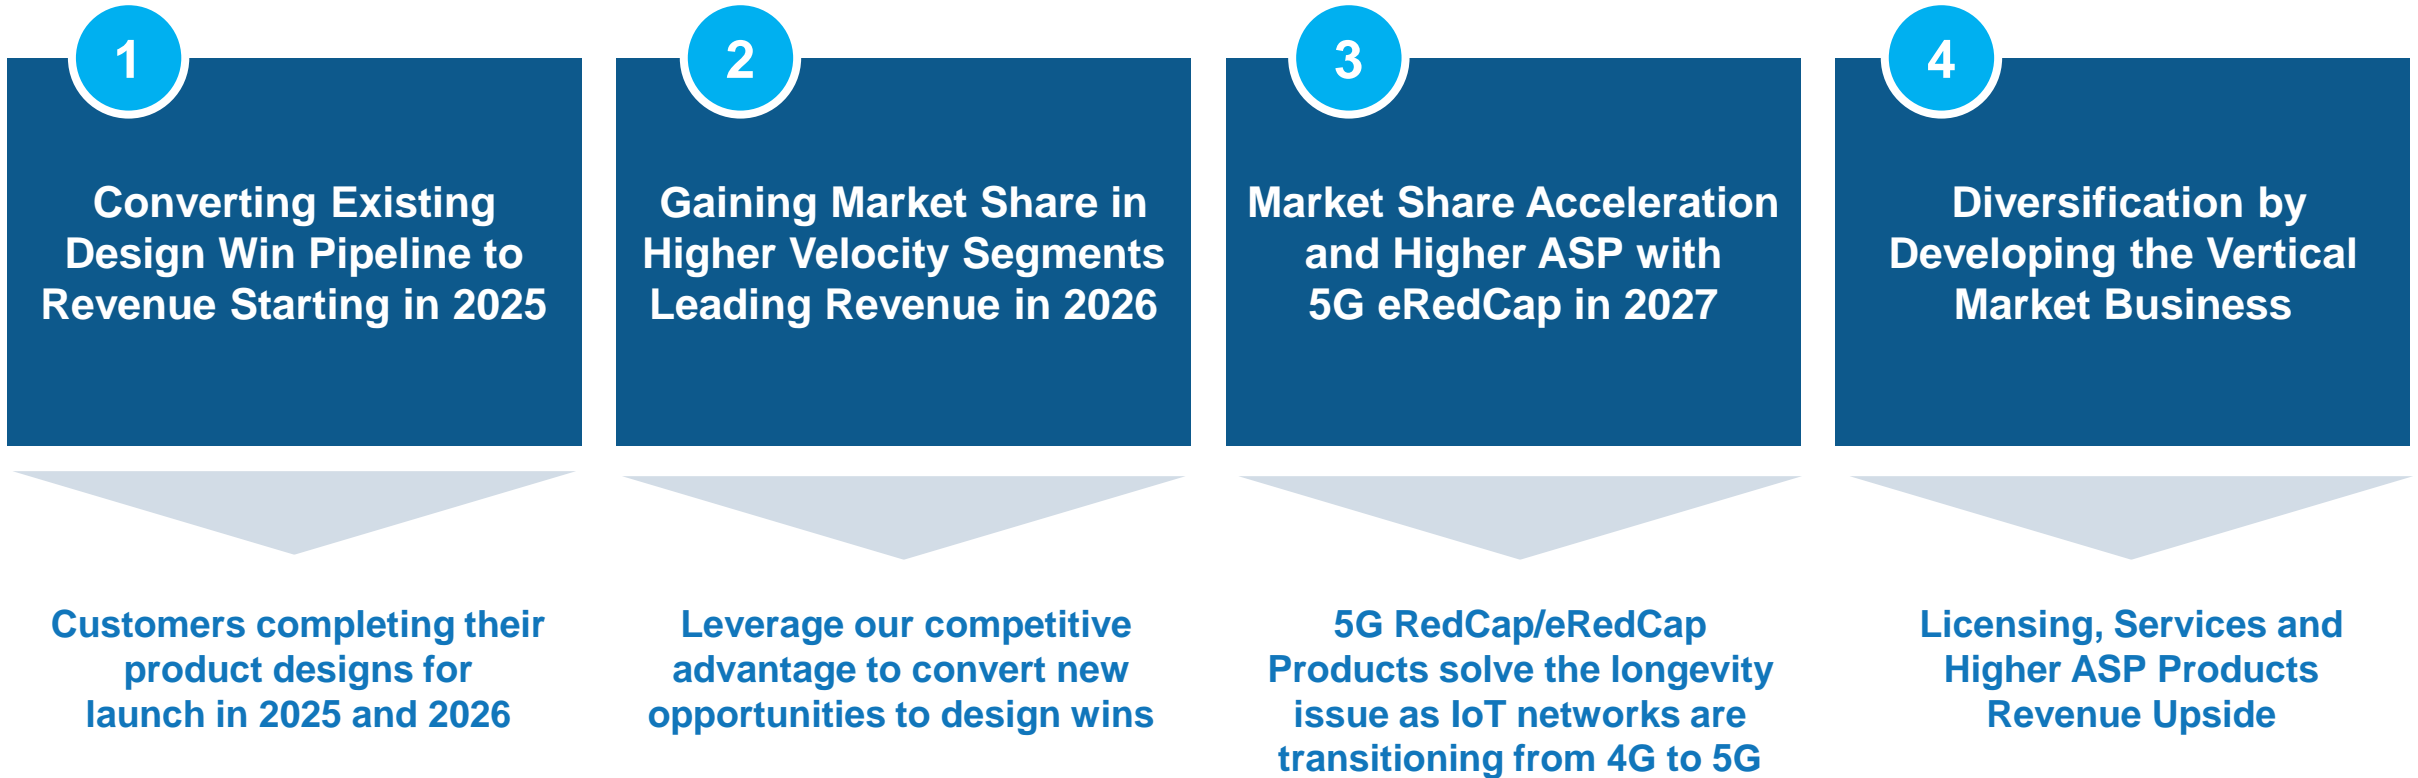 1
Converting Existing
Design Win Pipeline to
Revenue Starting in 2025
Customers completing their
product designs for
launch in 2025 and 2026
2
Gaining Market Share in
Higher Velocity Segments
Leading Revenue in 2026
Leverage our competitive
advantage to convert new
opportunities to design wins
3
Market Share Acceleration
and Higher ASP with
5G eRedCap in 2027
5G RedCap/eRedCap
Products solve the longevity
issue as IoT networks are
transitioning from 4G to 5G
4
Diversification by
Developing the Vertical
Market Business
Licensing, Services and
Higher ASP Products
Revenue Upside